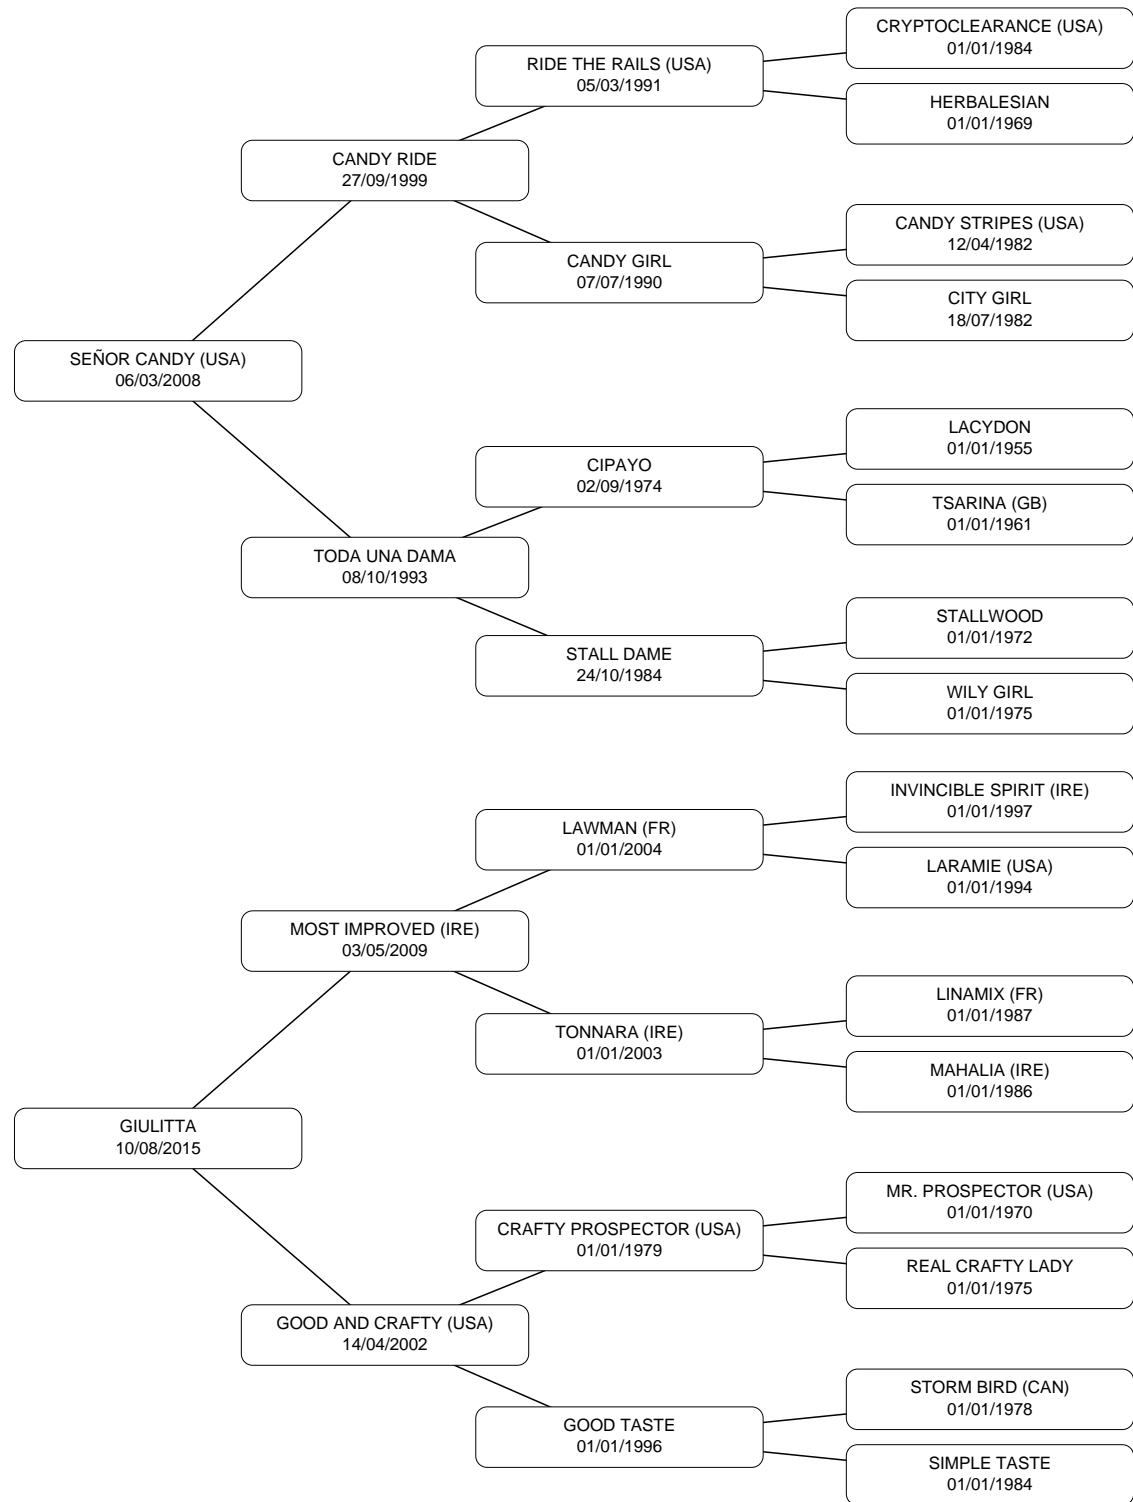 CRYPTOCLEARANCE (USA)
01/01/1984
RIDE THE RAILS (USA)
05/03/1991
HERBALESIAN
01/01/1969
CANDY RIDE
27/09/1999
CANDY STRIPES (USA)
12/04/1982
CANDY GIRL
07/07/1990
CITY GIRL
18/07/1982
SEÑOR CANDY (USA)
06/03/2008
LACYDON
01/01/1955
CIPAYO
02/09/1974
TSARINA (GB)
01/01/1961
TODA UNA DAMA
08/10/1993
STALLWOOD
01/01/1972
STALL DAME
24/10/1984
WILY GIRL
01/01/1975
INVINCIBLE SPIRIT (IRE)
01/01/1997
LAWMAN (FR)
01/01/2004
LARAMIE (USA)
01/01/1994
MOST IMPROVED (IRE)
03/05/2009
LINAMIX (FR)
01/01/1987
TONNARA (IRE)
01/01/2003
MAHALIA (IRE)
01/01/1986
GIULITTA
10/08/2015
MR. PROSPECTOR (USA)
01/01/1970
CRAFTY PROSPECTOR (USA)
01/01/1979
REAL CRAFTY LADY
01/01/1975
GOOD AND CRAFTY (USA)
14/04/2002
STORM BIRD (CAN)
01/01/1978
GOOD TASTE
01/01/1996
SIMPLE TASTE
01/01/1984